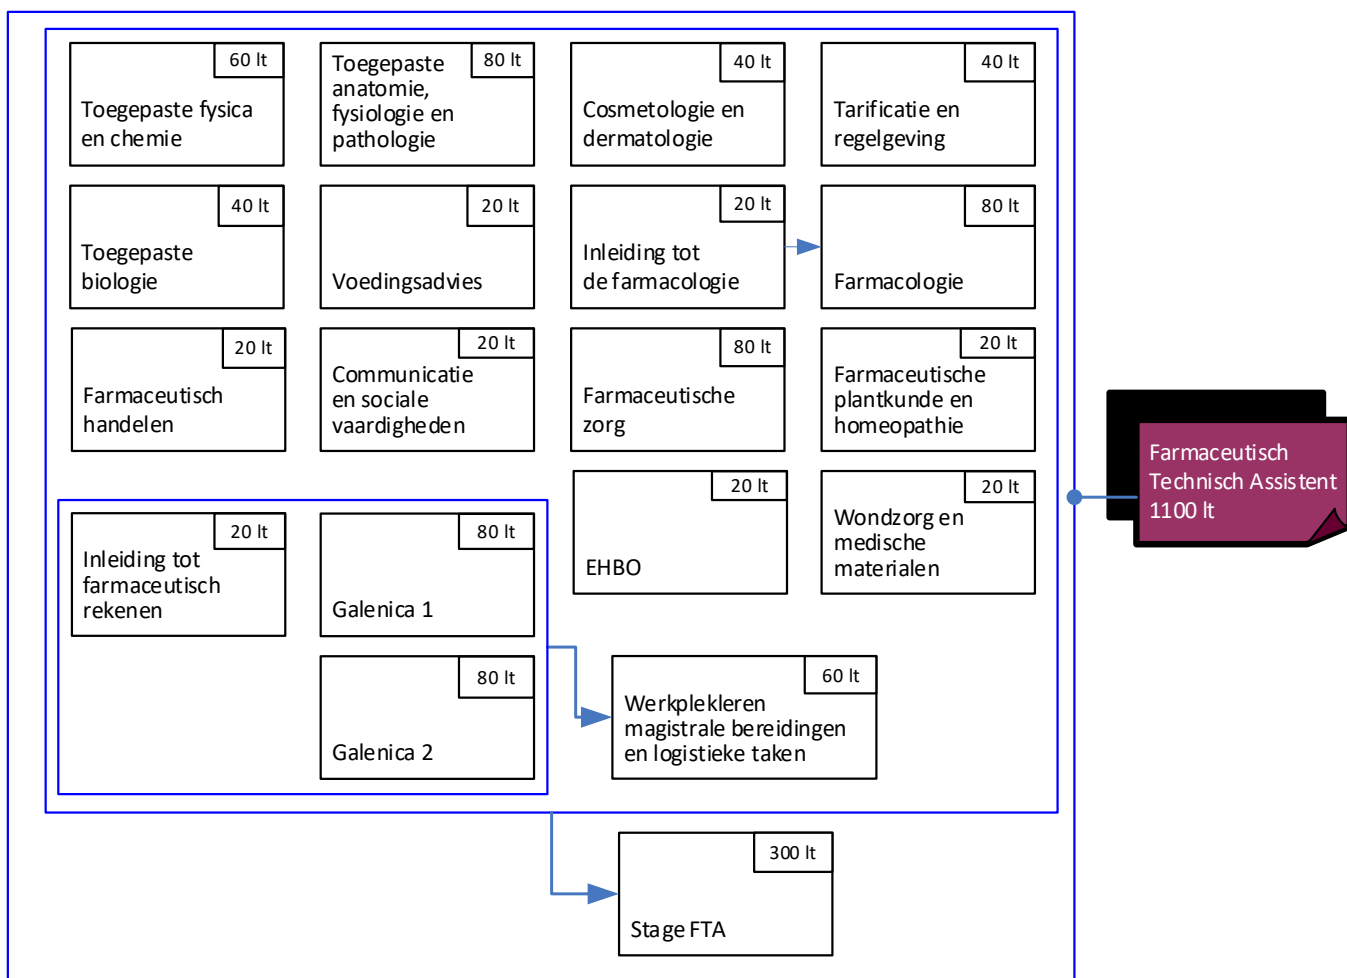 60 lt
Toegepaste fysica
en chemie
80 lt
Toegepaste
anatomie,
fysiologie en
pathologie
40 lt
Cosmetologie en
dermatologie
40 lt
Tarificatie en
regelgeving
40 lt
Toegepaste
biologie
20 lt
Voedingsadvies
20 lt
Inleiding tot
de farmacologie
80 lt
Farmacologie
20 lt
Farmaceutisch
handelen
20 lt
Communicatie
en sociale
vaardigheden
80 lt
Farmaceutische
zorg
20 lt
Farmaceutische
plantkunde en
homeopathie
20 lt
EHBO
20 lt
Wondzorg en
medische
materialen
20 lt
Inleiding tot
farmaceutisch
rekenen
80 lt
Galenica 1
80 lt
Galenica 2
60 lt
Werkplekleren
magistrale bereidingen
en logistieke taken
300 lt
Stage FTA
Farmaceutisch
Technisch Assistent
1100 lt